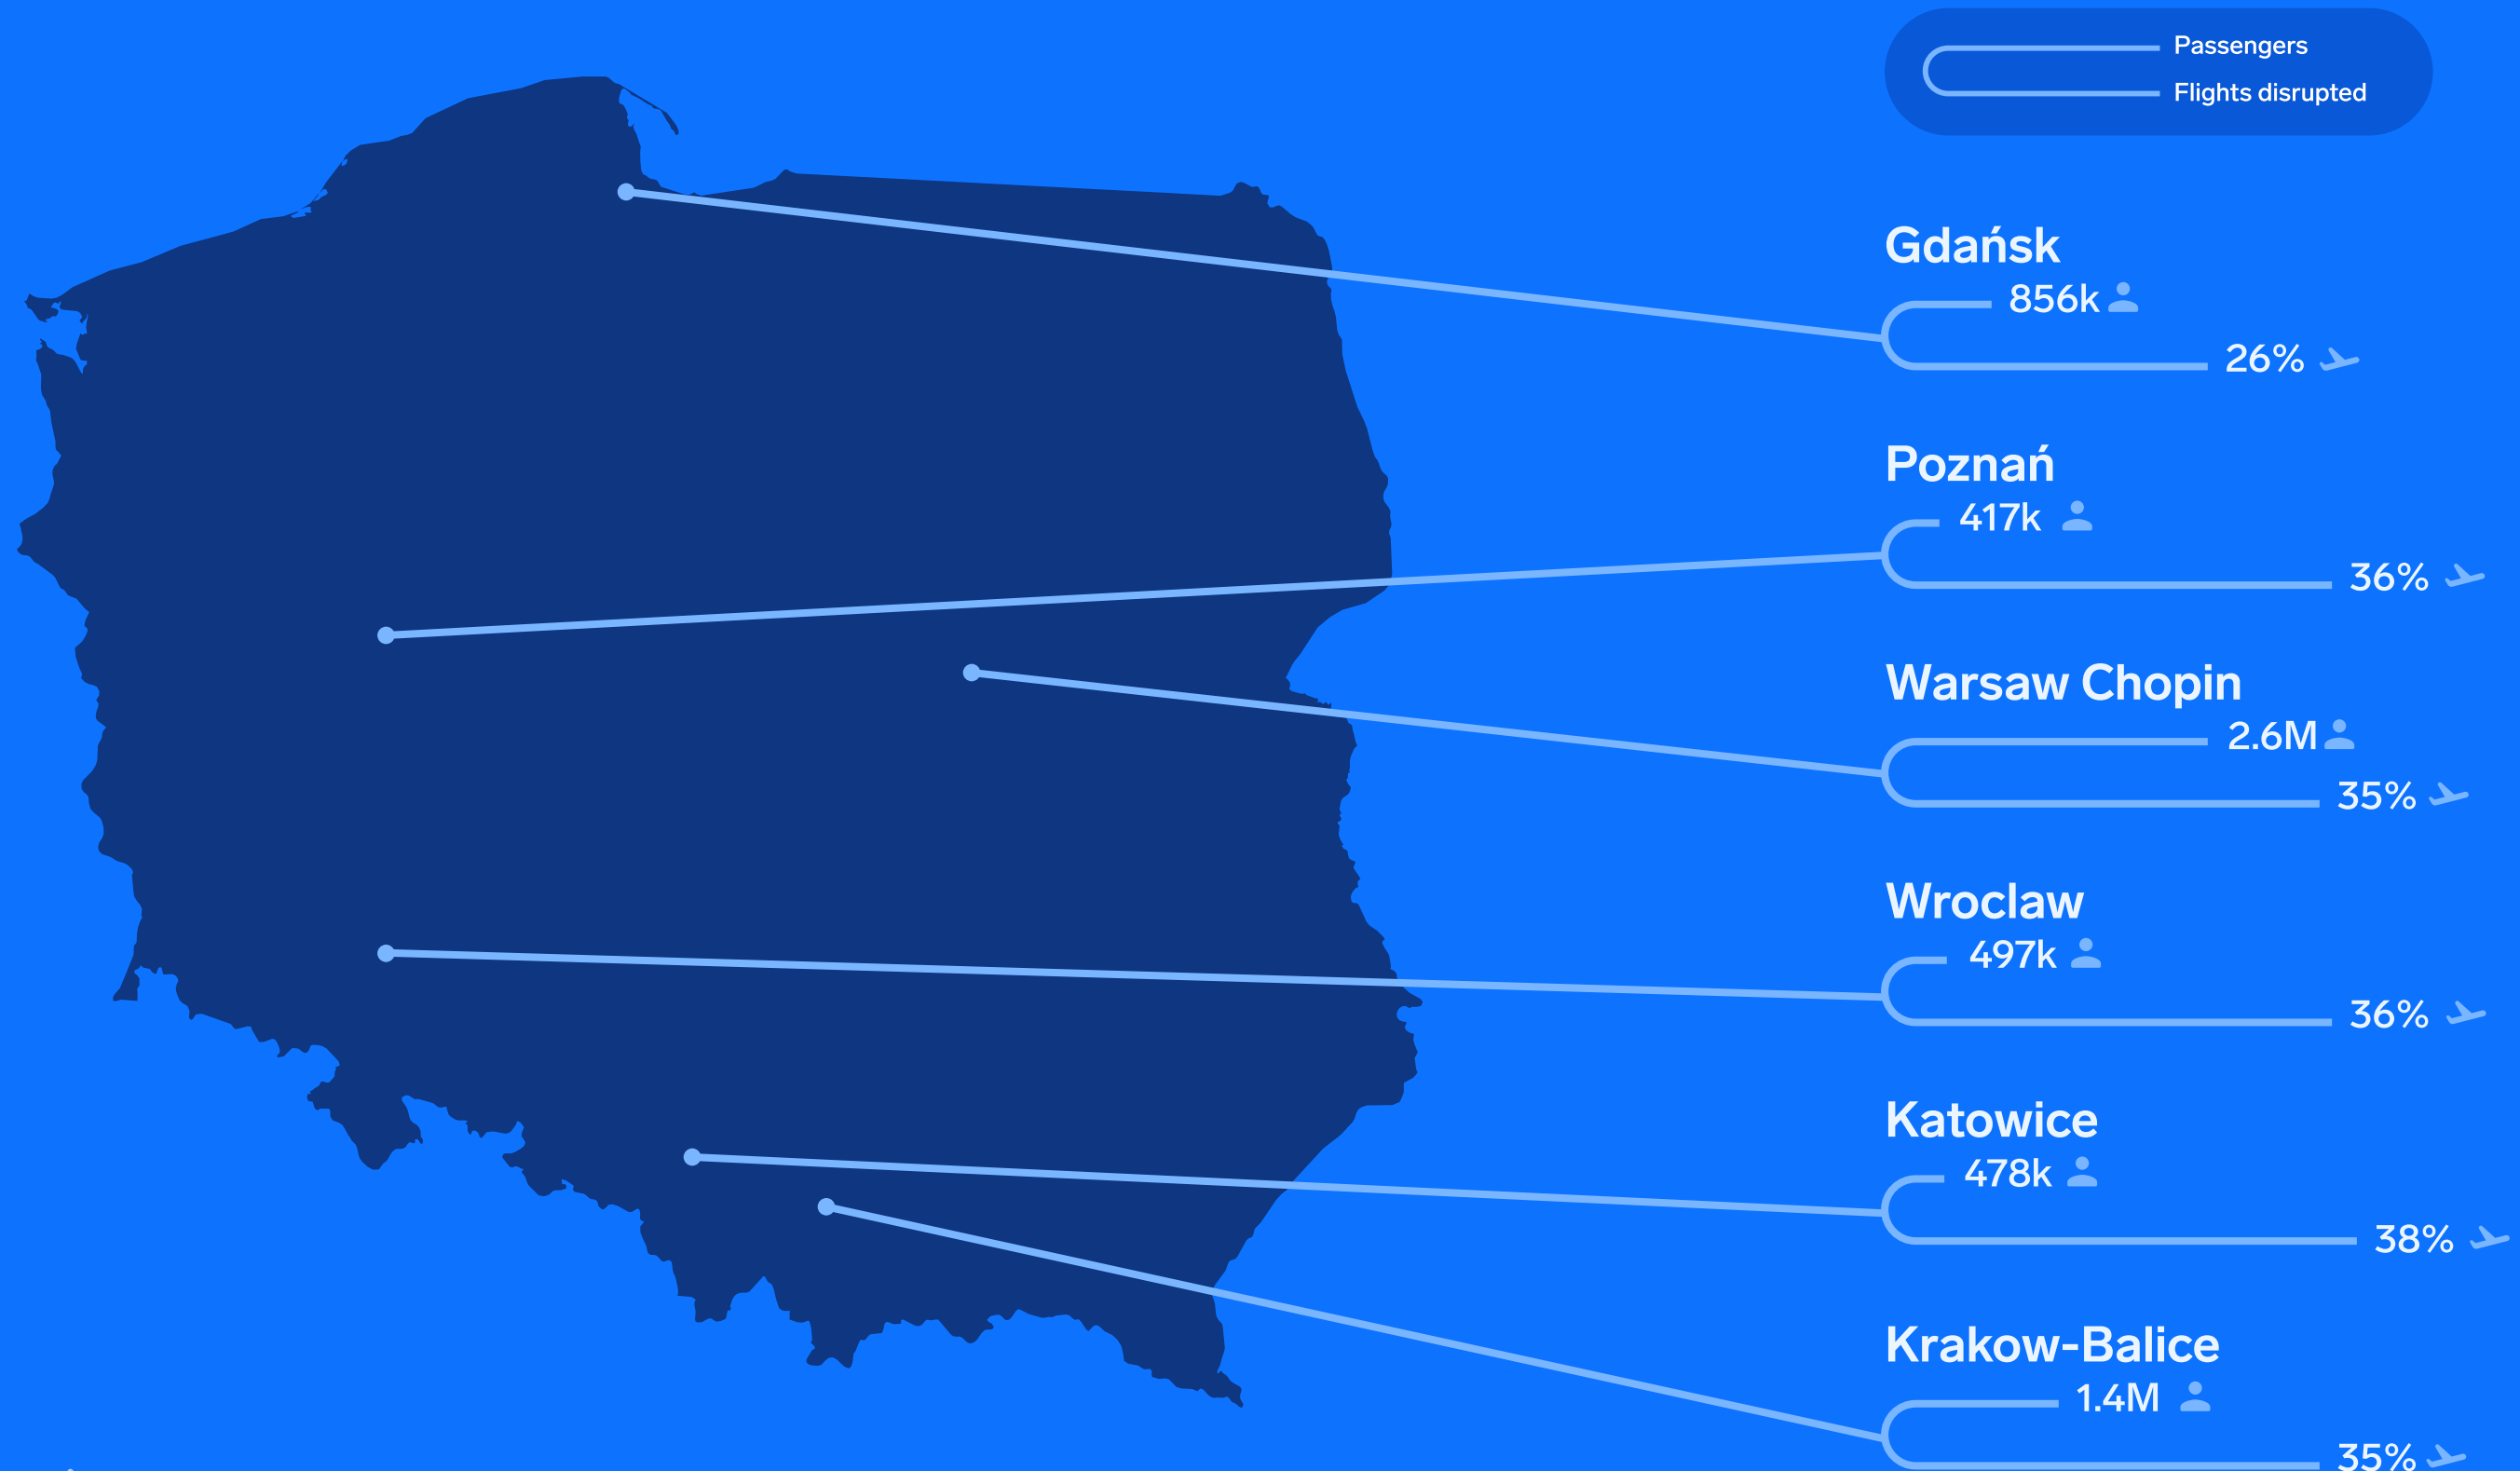 Passengers
Flights disrupted
Gdańsk
856k
26%
Poznań
417k
36%
Warsaw Chopin
2.6M
35%
Wroclaw
497k
36%
Katowice
478k
38%
Krakow-Balice
1.4M
35%